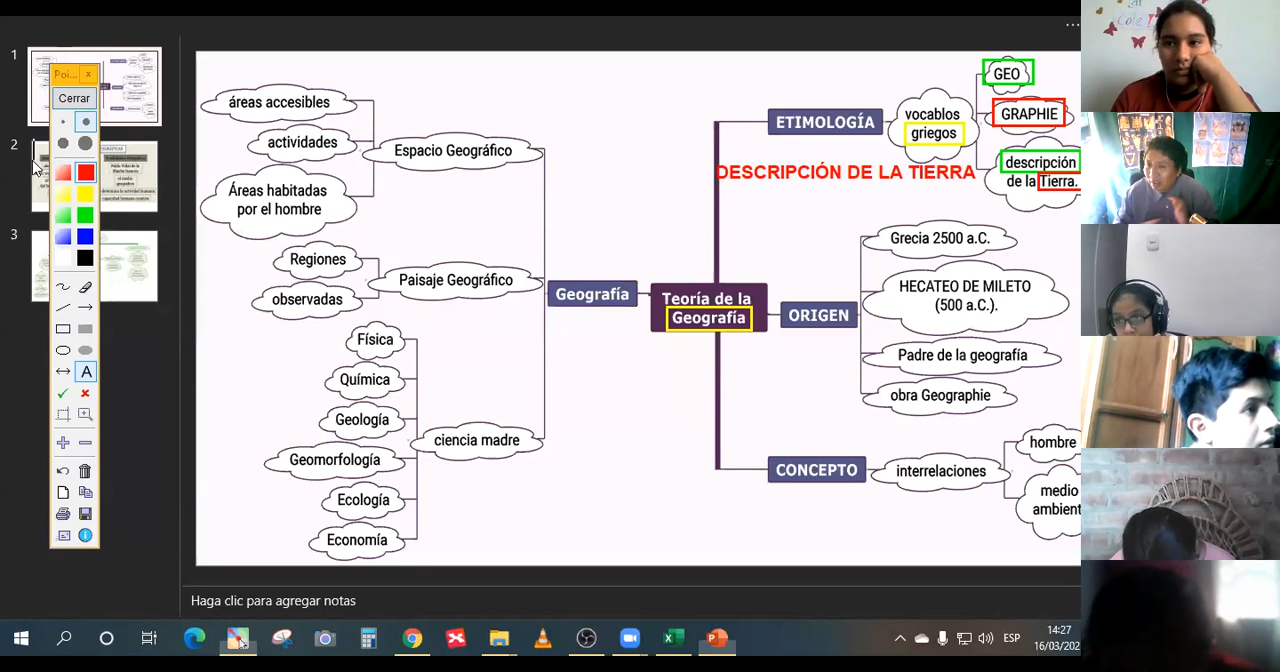 1
2
3
Poi...
x
Cerrar
A
áreas accesibles
actividades
Áreas habitadas
por el hombre
Espacio Geográfico
Regiones
observadas
Paisaje Geográfico
Física
Química
Geología
Geomorfología
Ecología
Economía
ciencia madre
Geografía
Teoría de la
Geografía
ETIMOLOGÍA
vocablos
griegos
GEO
GRAPHIE
descripción
de la Tierra.
DESCRIPCIÓN DE LA TIERRA
ORIGEN
Grecia 2500 a.C.
HECATEO DE MILETO
(500 a.C.).
Padre de la geografía
obra Geographie
CONCEPTO
interrelaciones
hombre
medio
ambient
Haga clic para agregar notas
ESP
14:27
16/03/202